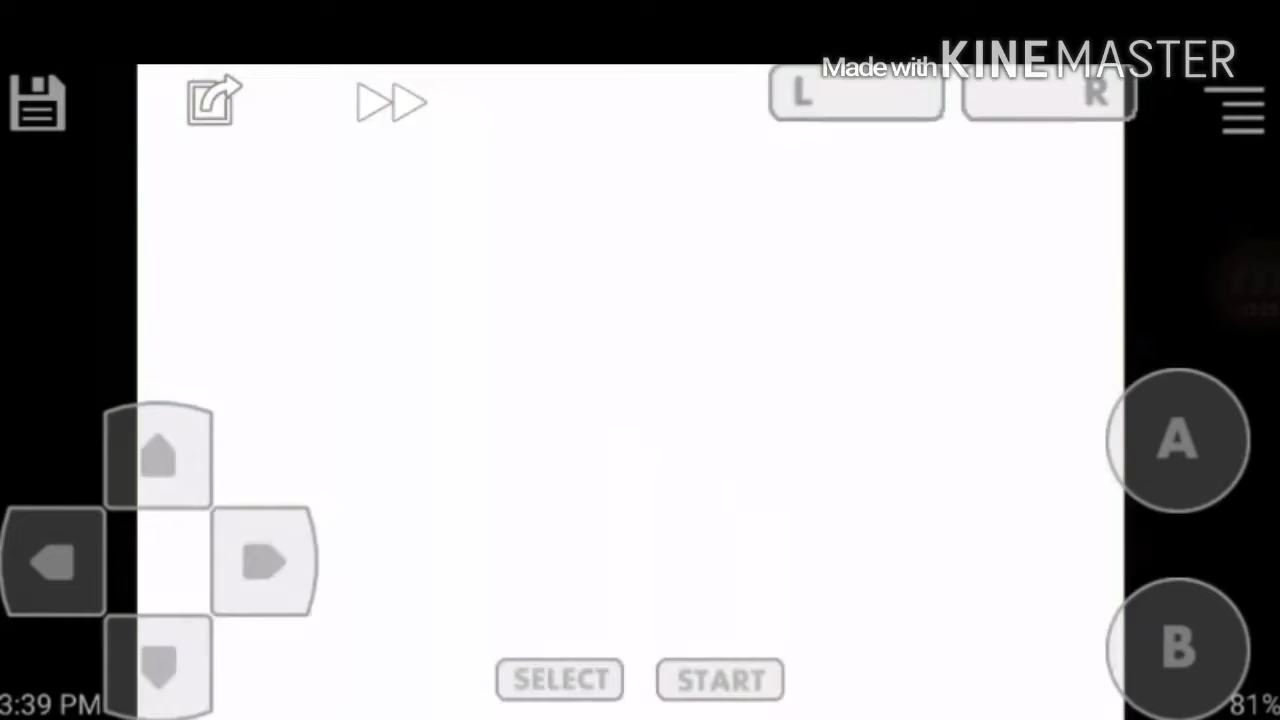 Made with KINEMASTER
L R
A
B
SELECT START
3:39 PM 81%